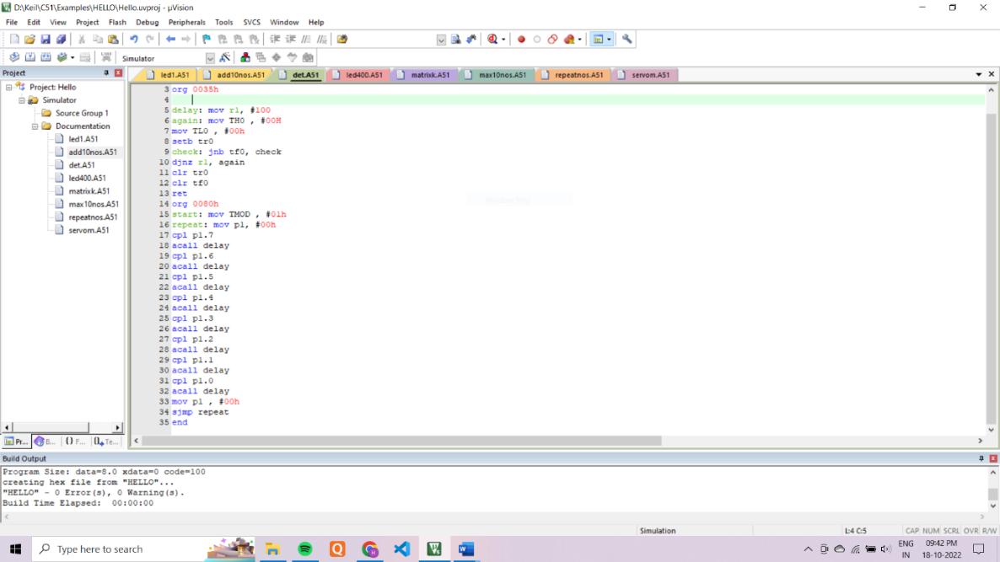 D:\Keil\C51\Examples\HELLO\Hello.uvproj - µVision
File Edit View Project Flash Debug Peripherals Tools SVCS Window Help
Simulator
Project
Project: Hello
Simulator
Source Group 1
Documentation
led1.A51
add10nos.A51
det.A51
led400.A51
matrixk.A51
max10nos.A51
repeatnos.A51
servom.A51
Pr... B... {} F... Te...
led1.A51 add10nos.A51 det.A51 led400.A51 matrixk.A51 max10nos.A51 repeatnos.A51 servom.A51
3 org 0035h
4
5 delay: mov r1, #100
6 again: mov TH0 , #00H
7 mov TL0 , #00h
8 setb tr0
9 check: jnb tf0, check
10 djnz r1, again
11 clr tr0
12 clr tf0
13 ret
14 org 0080h
15 start: mov TMOD , #01h
16 repeat: mov p1, #00h
17 cpl p1.7
18 acall delay
19 cpl p1.6
20 acall delay
21 cpl p1.5
22 acall delay
23 cpl p1.4
24 acall delay
25 cpl p1.3
26 acall delay
27 cpl p1.2
28 acall delay
29 cpl p1.1
30 acall delay
31 cpl p1.0
32 acall delay
33 mov p1 , #00h
34 sjmp repeat
35 end
Build Output
Program Size: data=8.0 xdata=0 code=100
creating hex file from "HELLO"...
"HELLO" - 0 Error(s), 0 Warning(s).
Build Time Elapsed: 00:00:00
Simulation L:4 C:5 CAP NUM SCRL OVR R/W
Type here to search
ENG
IN
09:42 PM
18-10-2022